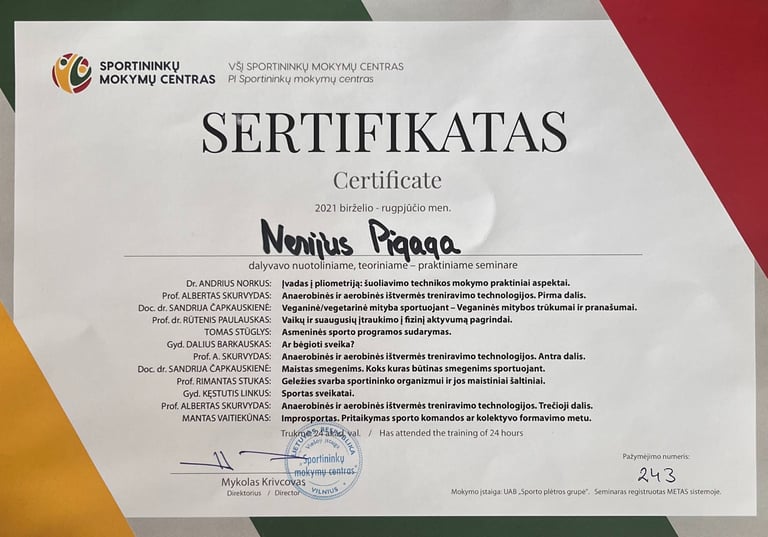 SPORTININKŲ
MOKYMŲ CENTRAS
VŠĮ SPORTININKŲ MOKYMŲ CENTRAS
PI Sportininkų mokymų centras
SERTIFIKATAS
Certificate
2021 birželio - rugpjūčio mėn.
Nerijus Pigaga
dalyvavo nuotoliniame, teoriniame – praktiniame seminare
Dr. ANDRIUS NORKUS: Įvadas į pliometriją: šuoliavimo technikos mokymo praktiniai aspektai.
Prof. ALBERTAS SKURVYDAS: Anaerobinės ir aerobinės ištvermės treniravimo technologijos. Pirma dalis.
Doc. dr. SANDRIJA ČAPKAUSKIENĖ: Veganinė/vegetarinė mityba sportuojant – Veganinės mitybos trūkumai ir pranašumai.
Prof. dr. RŪTENIS PAULAUSKAS: Vaikų ir suaugusių įtraukimo į fizinį aktyvumą pagrindai.
TOMAS STŪGLYS: Asmeninės sporto programos sudarymas.
Gyd. DALIUS BARKAUSKAS: Ar bėgioti sveika?
Prof. A. SKURVYDAS: Anaerobinės ir aerobinės ištvermės treniravimo technologijos. Antra dalis.
Doc. dr. SANDRIJA ČAPKAUSKIENĖ: Maistas smegenims. Koks kuras būtinas smegenims sportuojant.
Prof. RIMANTAS STUKAS: Geležies svarba sportininko organizmui ir jos maistiniai šaltiniai.
Gyd. KĘSTUTIS LINKUS: Sportas sveikatai.
Prof. ALBERTAS SKURVYDAS: Anaerobinės ir aerobinės ištvermės treniravimo technologijos. Trečioji dalis.
MANTAS VAITIEKŪNAS: Improsportas. Pritaikymas sporto komandos ar kolektyvo formavimo metu.
Trukmė 24 akad. val. / Has attended the training of 24 hours
LIETUVOS RESPUBLIKA
Viešoji įstaiga
Sportininkų
mokymų centras
VILNIUS
Mykolas Krivcovas
Direktorius / Director
Pažymėjimo numeris:
243
Mokymo įstaiga: UAB „Sporto plėtros grupė“. Seminaras registruotas METAS sistemoje.